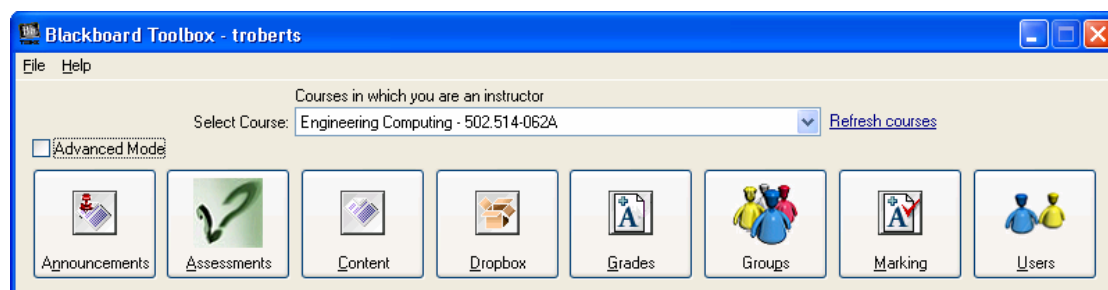 Blackboard Toolbox - troberts
File Help
Courses in which you are an instructor
Select Course: Engineering Computing - 502.514-062A Refresh courses
Advanced Mode
Announcements Assessments Content Dropbox Grades Groups Marking Users